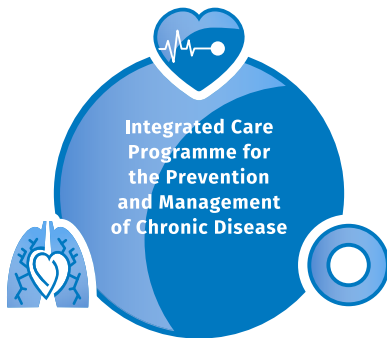 Integrated Care
Programme for
the Prevention
and Management
of Chronic Disease